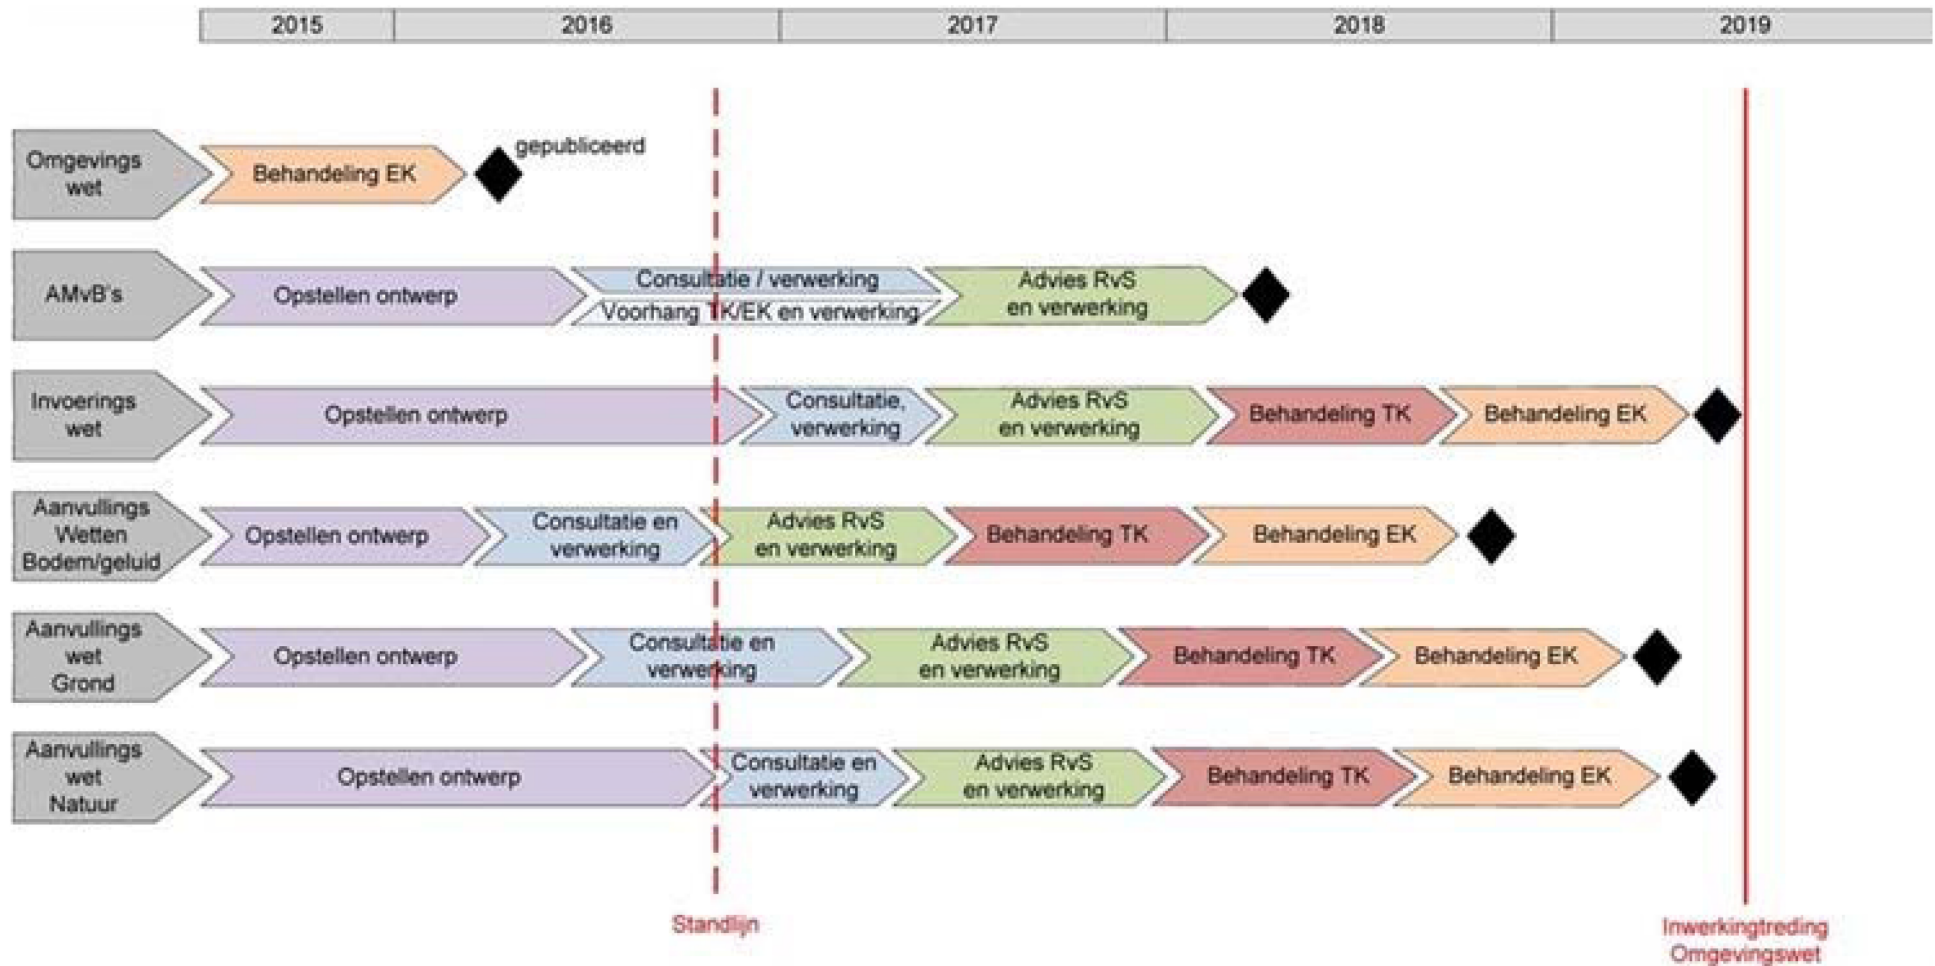 2015 2016 2017 2018 2019
Omgevings
wet
Behandeling EK
gepubliceerd
AMvB's
Opstellen ontwerp
Consultatie / verwerking
Voorhang TK/EK en verwerking
Advies RvS
en verwerking
Invoerings
wet
Opstellen ontwerp
Consultatie,
verwerking
Advies RvS
en verwerking
Behandeling TK
Behandeling EK
Aanvullings
Wetten
Bodem/geluid
Opstellen ontwerp
Consultatie en
verwerking
Advies RvS
en verwerking
Behandeling TK
Behandeling EK
Aanvullings
wet
Grond
Opstellen ontwerp
Consultatie en
verwerking
Advies RvS
en verwerking
Behandeling TK
Behandeling EK
Aanvullings
wet
Natuur
Opstellen ontwerp
Consultatie en
verwerking
Advies RvS
en verwerking
Behandeling TK
Behandeling EK
Standlijn
Inwerkingtreding
Omgevingswet